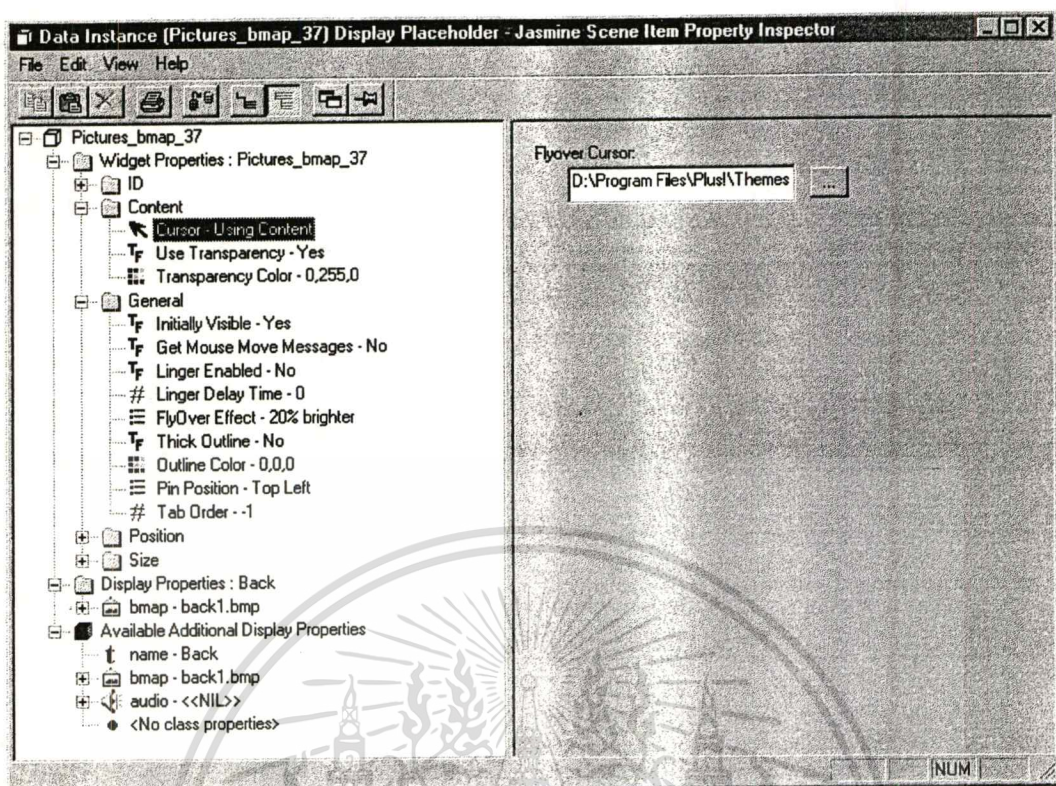 Data Instance (Pictures_bmap_37) Display Placeholder - Jasmine Scene Item Property Inspector
File Edit View Help
Pictures_bmap_37
Widget Properties : Pictures_bmap_37
ID
Content
Cursor - Using Content
Use Transparency - Yes
Transparency Color - 0,255,0
General
Initially Visible - Yes
Get Mouse Move Messages - No
Linger Enabled - No
Linger Delay Time - 0
FlyOver Effect - 20% brighter
Thick Outline - No
Outline Color - 0,0,0
Pin Position - Top Left
Tab Order - -1
Position
Size
Display Properties : Back
bmap - back1.bmp
Available Additional Display Properties
name - Back
bmap - back1.bmp
audio - <<NIL>>
<No class properties>
Flyover Cursor:
D:\Program Files\Plus!\Themes
...
NUM